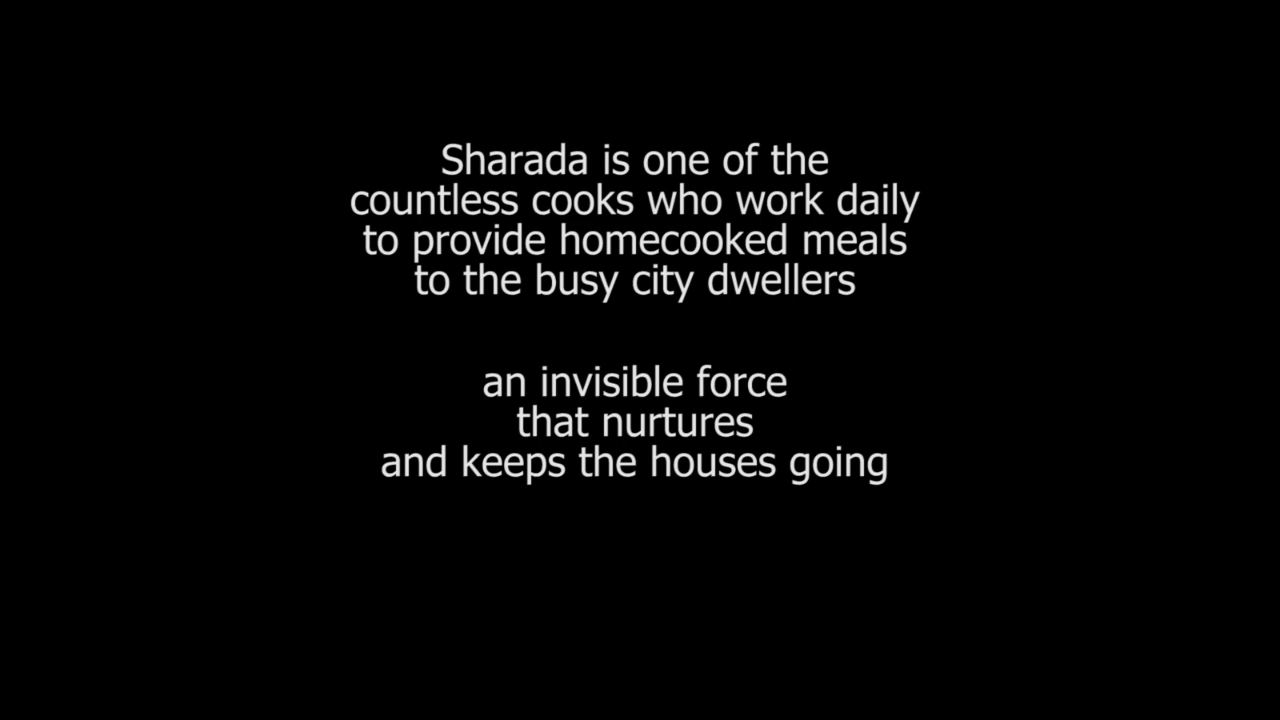 Sharada is one of the
countless cooks who work daily
to provide homecooked meals
to the busy city dwellers
an invisible force
that nurtures
and keeps the houses going